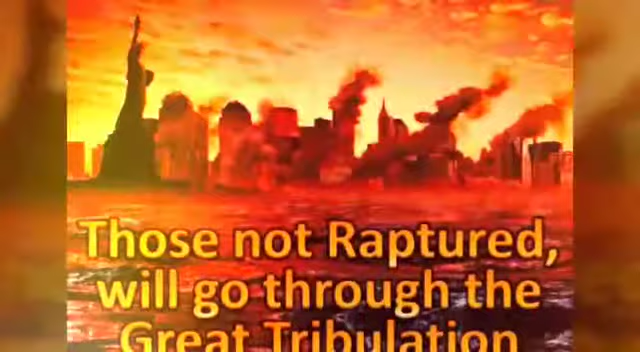 Those not Raptured,
will go through the
Great Tribulation